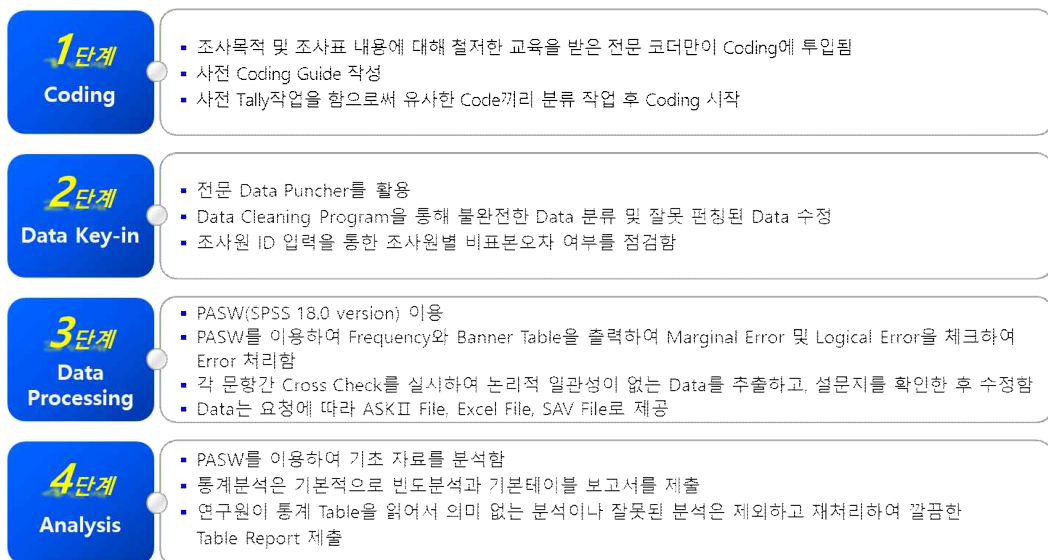 1단계
Coding
▪ 조사목적 및 조사표 내용에 대해 철저한 교육을 받은 전문 코더만이 Coding에 투입됨
▪ 사전 Coding Guide 작성
▪ 사전 Tally작업을 함으로써 유사한 Code끼리 분류 작업 후 Coding 시작
2단계
Data Key-in
▪ 전문 Data Puncher를 활용
▪ Data Cleaning Program을 통해 불완전한 Data 분류 및 잘못 펀칭된 Data 수정
▪ 조사원 ID 입력을 통한 조사원별 비표본오차 여부를 점검함
3단계
Data
Processing
▪ PASW(SPSS 18.0 version) 이용
▪ PASW를 이용하여 Frequency와 Banner Table을 출력하여 Marginal Error 및 Logical Error을 체크하여
Error 처리함
▪ 각 문항간 Cross Check를 실시하여 논리적 일관성이 없는 Data를 추출하고, 설문지를 확인한 후 수정함
▪ Data는 요청에 따라 ASKⅡ File, Excel File, SAV File로 제공
4단계
Analysis
▪ PASW를 이용하여 기초 자료를 분석함
▪ 통계분석은 기본적으로 빈도분석과 기본테이블 보고서를 제출
▪ 연구원이 통계 Table을 읽어서 의미 없는 분석이나 잘못된 분석은 제외하고 재처리하여 깔끔한
Table Report 제출